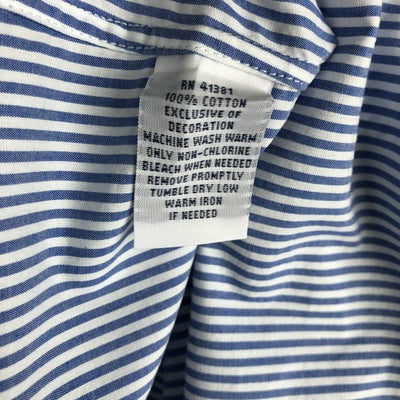 RN 41381
100% COTTON
EXCLUSIVE OF
DECORATION
MACHINE WASH WARM
ONLY NON-CHLORINE
BLEACH WHEN NEEDED
REMOVE PROMPTLY
TUMBLE DRY LOW
WARM IRON
IF NEEDED